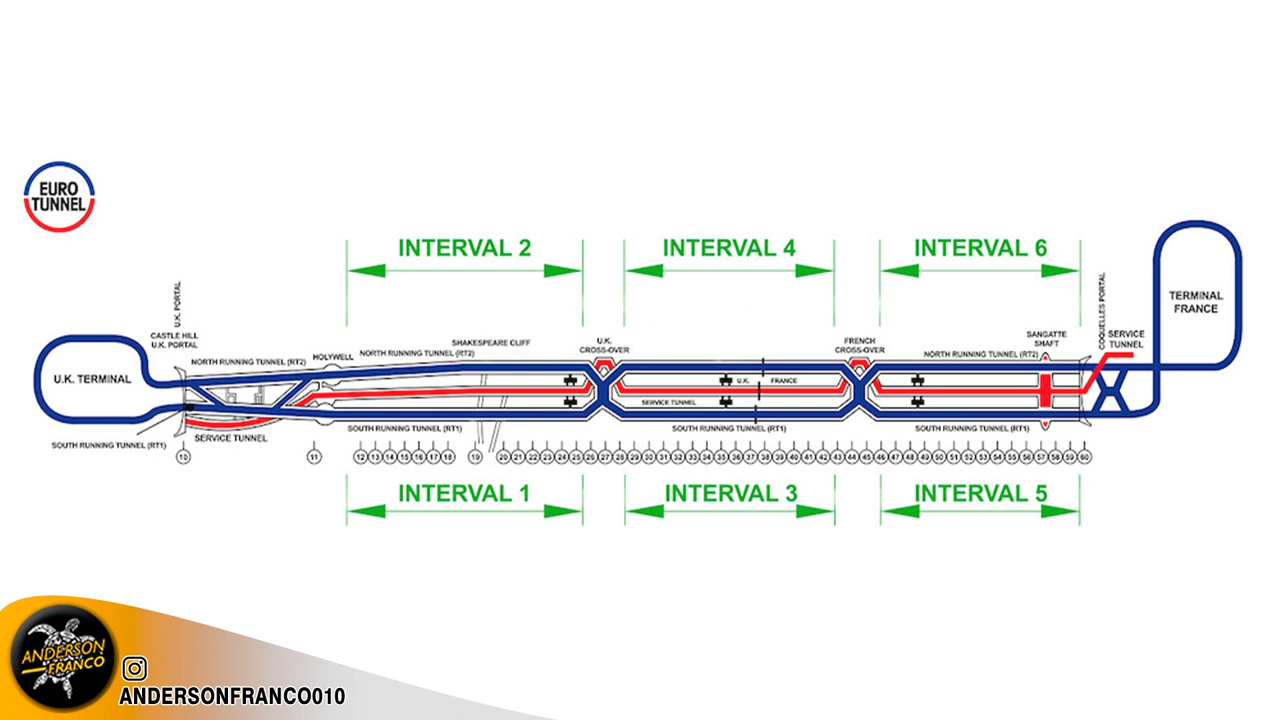 EURO
TUNNEL
INTERVAL 2
INTERVAL 4
INTERVAL 6
U.K. PORTAL
CASTLE HILL
U.K. PORTAL
NORTH RUNNING TUNNEL (RT2)
HOLYWELL
NORTH RUNNING TUNNEL (RT2)
SHAKESPEARE CLIFF
U.K.
CROSS-OVER
FRENCH
CROSS-OVER
NORTH RUNNING TUNNEL (RT2)
SANGATTE
SHAFT
COQUELLES PORTAL
SERVICE
TUNNEL
TERMINAL
FRANCE
U.K. TERMINAL
U.K.
FRANCE
SERVICE TUNNEL
SOUTH RUNNING TUNNEL (RT1)
SERVICE TUNNEL
SOUTH RUNNING TUNNEL (RT1)
SOUTH RUNNING TUNNEL (RT1)
SOUTH RUNNING TUNNEL (RT1)
10 11 12 13 14 15 16 17 18 19 20 21 22 23 24 25 26 27 28 29 30 31 32 33 34 35 36 37 38 39 40 41 42 43 44 45 46 47 48 49 50 51 52 53 54 55 56 57 58 59 60
INTERVAL 1
INTERVAL 3
INTERVAL 5
ANDERSON
FRANCO
ANDERSONFRANCO010